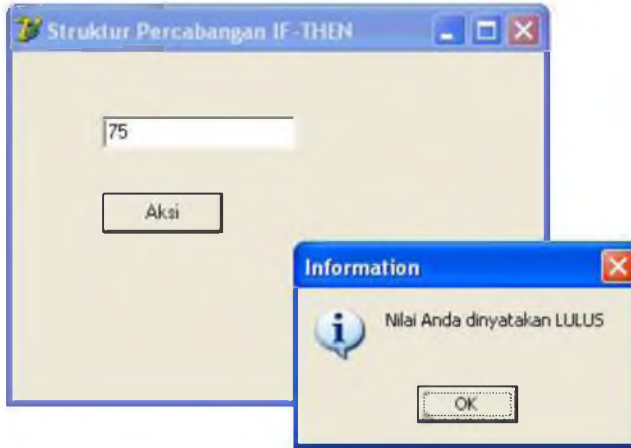 Struktur Percabangan IF-THEN
75
Aksi
Information
Nilai Anda dinyatakan LULUS
OK